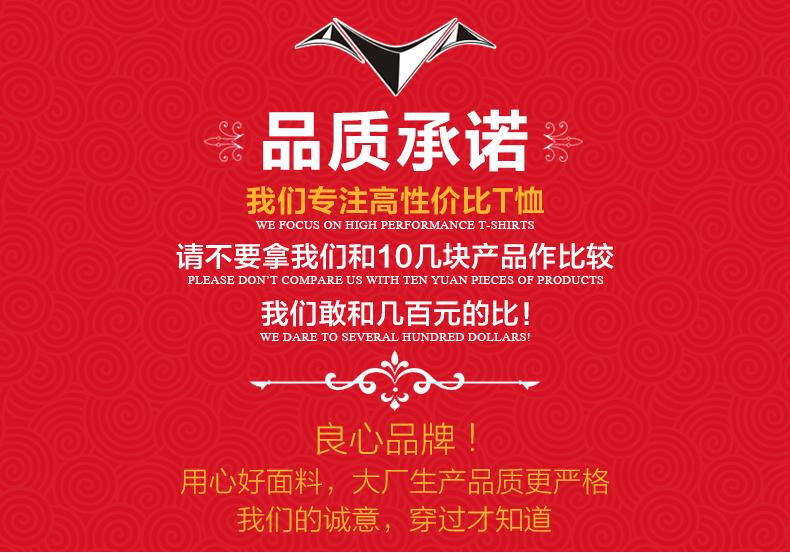 品质承诺
我们专注高性价比T恤
WE FOCUS ON HIGH PERFORMANCE T-SHIRTS
请不要拿我们和10几块产品作比较
PLEASE DON'T COMPARE US WITH TEN YUAN PIECES OF PRODUCTS
我们敢和几百元的比!
WE DARE TO SEVERAL HUNDRED DOLLARS!
良心品牌！
用心好面料，大厂生产品质更严格
我们的诚意，穿过才知道